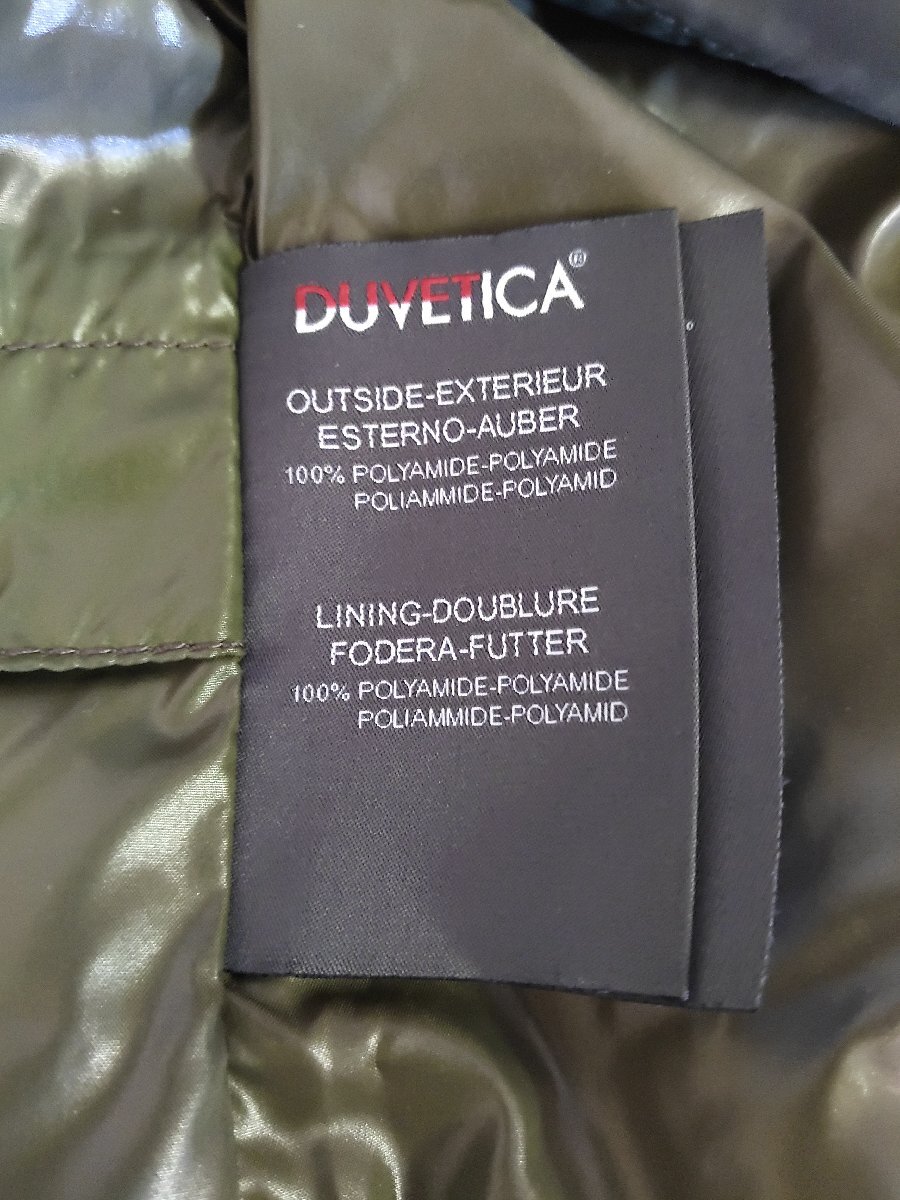 DUVETICA®
OUTSIDE-EXTERIEUR
ESTERNO-AUBER
100% POLYAMIDE-POLYAMIDE
POLIAMMIDE-POLYAMID
LINING-DOUBLURE
FODERA-FUTTER
100% POLYAMIDE-POLYAMIDE
POLIAMMIDE-POLYAMID